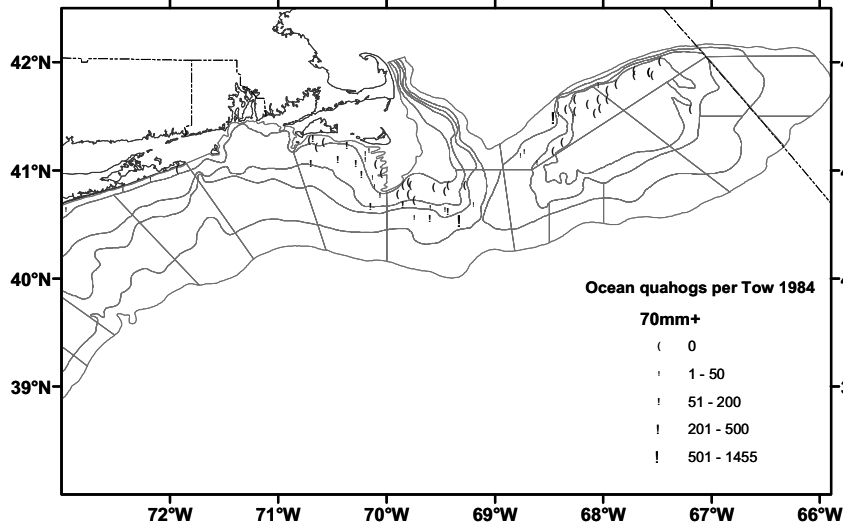 42°N
41°N
40°N
39°N
Ocean quahogs per Tow 1984
70mm+
( 0
! 1 - 50
! 51 - 200
! 201 - 500
! 501 - 1455
72°W 71°W 70°W 69°W 68°W 67°W 66°W